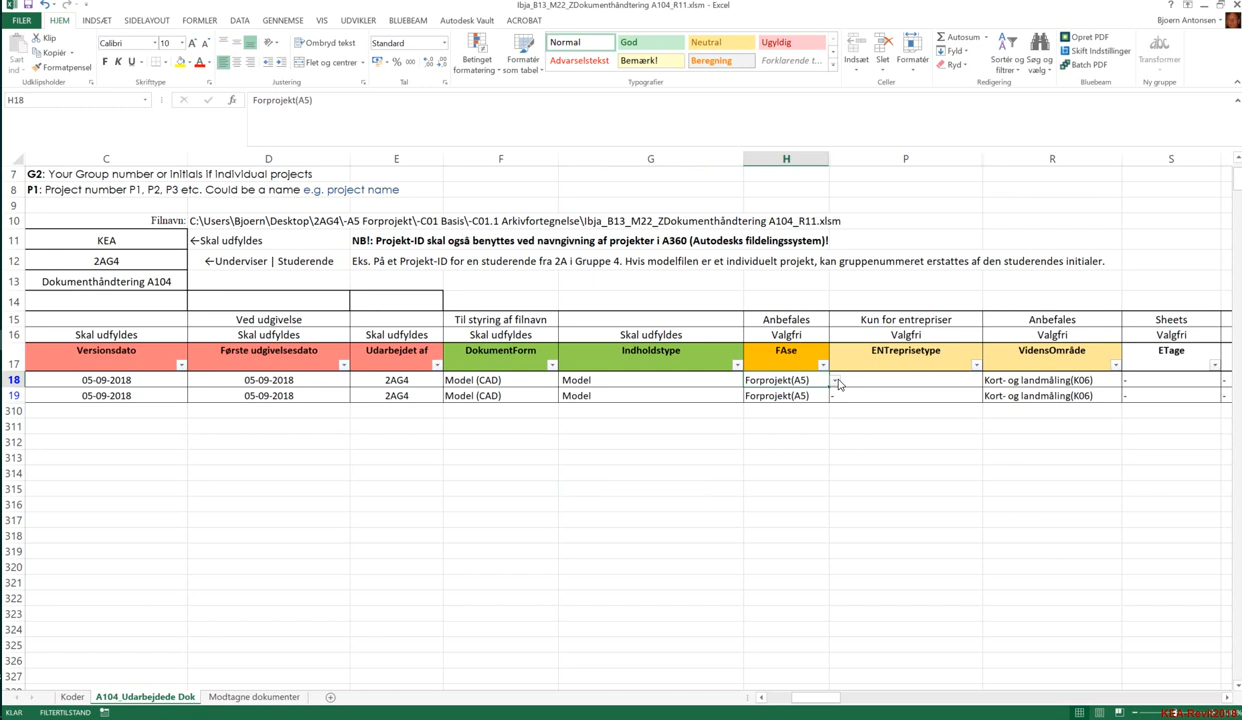 Ibja_B13_M22_ZDokumenthåndtering A104_R11.xlsm - Excel
FILER HJEM INDSÆT SIDELAYOUT FORMLER DATA GENNEMSE VIS UDVIKLER BLUEBEAM Autodesk Vault ACROBAT Bjoern Antonsen
Sæt ind Klip Kopiér Formatpensel
Calibri 10 F K U
Ombryd tekst Flet og centrer
Standard % 000
Betinget formatering Formatér som tabel
Normal God Neutral Ugyldig
Advarselstekst Bemærk! Beregning Forklarende t...
Indsæt Slet Formatér
Autosum Fyld Ryd
Sortér og filtrer Søg og vælg
Opret PDF Skift Indstillinger Batch PDF
Transformer
Udklipsholder Skrifttype Justering Tal Typografier Celler Redigering Bluebeam Ny gruppe
H18 fx Forprojekt(A5)
C D E F G H P R S
7 G2: Your Group number or initials if individual projects
8 P1: Project number P1, P2, P3 etc. Could be a name e.g. project name
9
10 Filnavn: C:\Users\Bjoern\Desktop\2AG4\-A5 Forprojekt\-C01 Basis\-C01.1 Arkivfortegnelse\Ibja_B13_M22_ZDokumenthåndtering A104_R11.xlsm
11 KEA ←Skal udfyldes NB!: Projekt-ID skal også benyttes ved navngivning af projekter i A360 (Autodesks fildelingssystem)!
12 2AG4 ←Underviser | Studerende Eks. På et Projekt-ID for en studerende fra 2A i Gruppe 4. Hvis modelfilen er et individuelt projekt, kan gruppenummeret erstattes af den studerendes initialer.
13 Dokumenthåndtering A104
14
15 Ved udgivelse Til styring af filnavn Anbefales Kun for entrepriser Anbefales Sheets
16 Skal udfyldes Skal udfyldes Skal udfyldes Skal udfyldes Skal udfyldes Valgfri Valgfri Valgfri Valgfri
17 Versionsdato Første udgivelsesdato Udarbejdet af DokumentForm Indholdstype FAse ENTreprisetype VidensOmråde ETage
18 05-09-2018 05-09-2018 2AG4 Model (CAD) Model Forprojekt(A5) - Kort- og landmåling(K06) - -
19 05-09-2018 05-09-2018 2AG4 Model (CAD) Model Forprojekt(A5) - Kort- og landmåling(K06) - -
310
311
312
313
314
315
316
317
318
319
320
321
322
323
324
325
326
327
Koder A104_Udarbejdede Dok Modtagne dokumenter
KLAR FILTERTILSTAND KEA-Revit2018